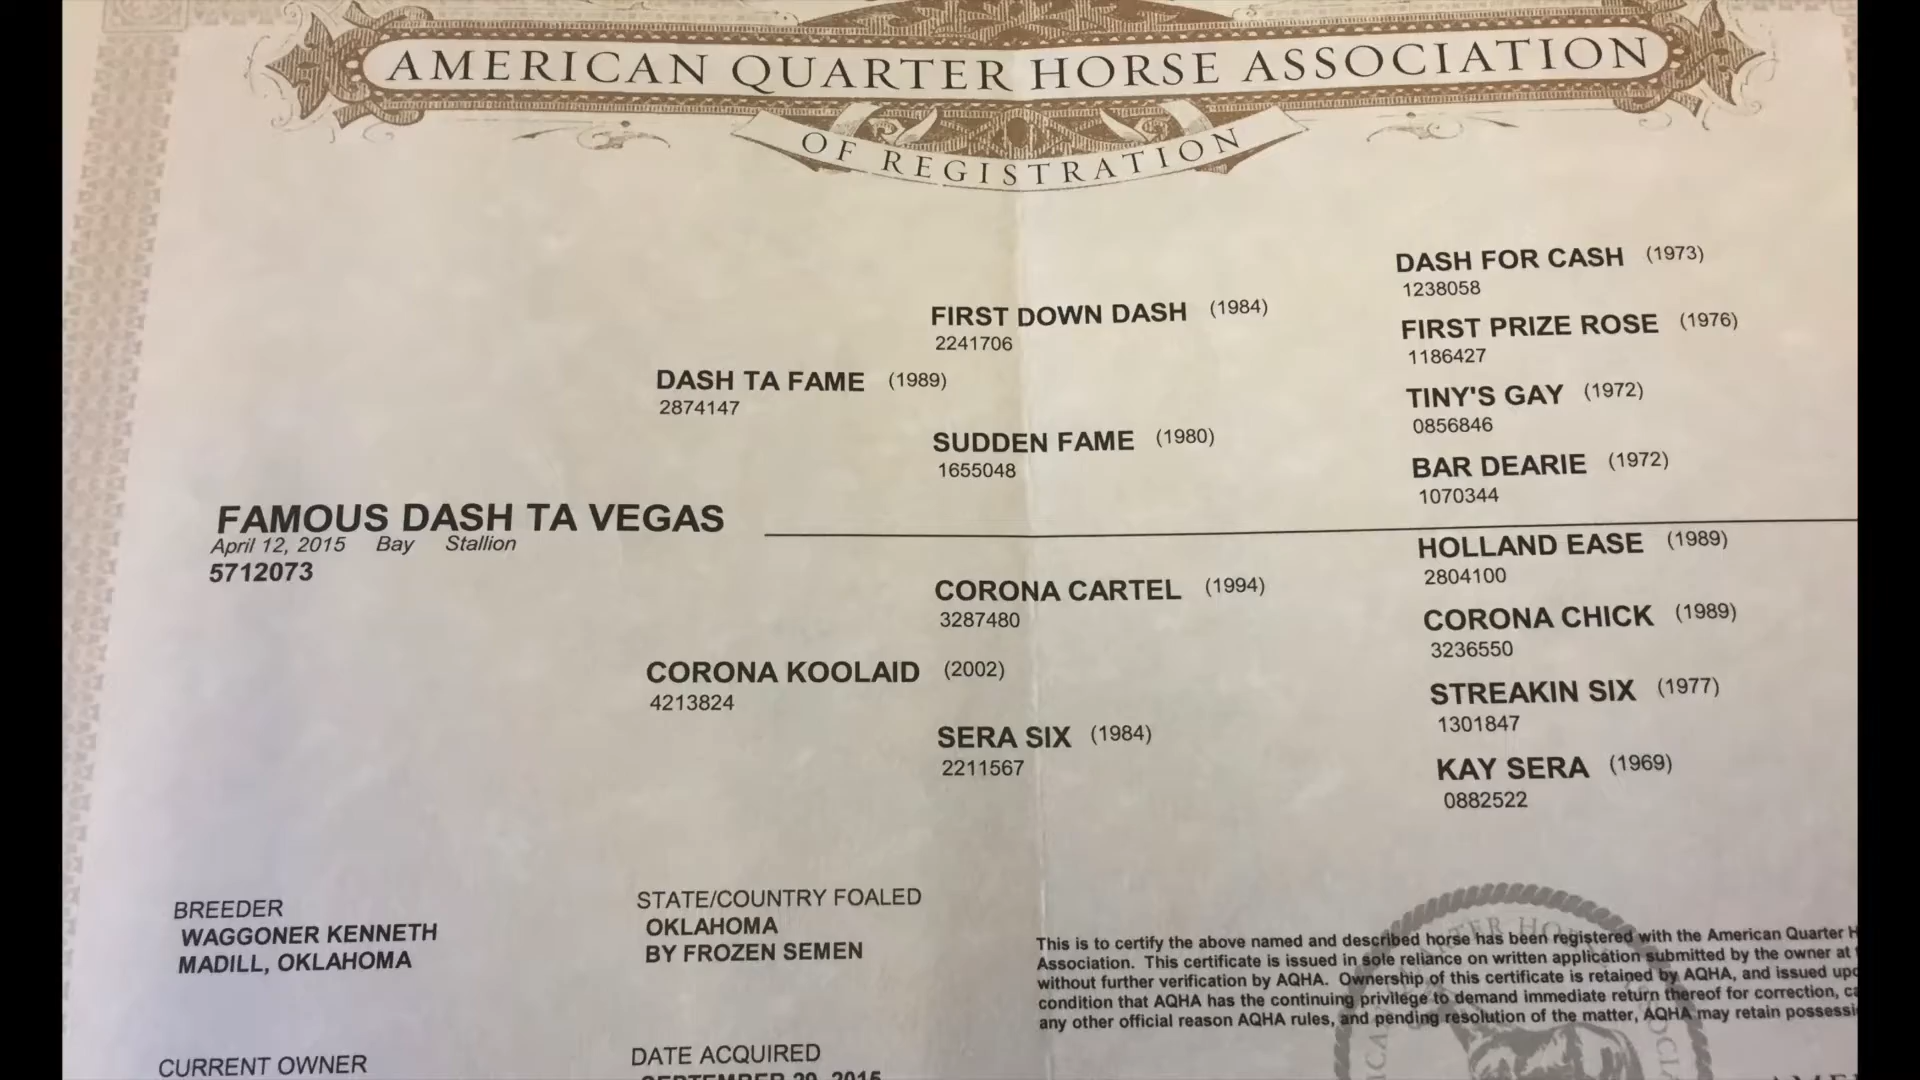 AMERICAN QUARTER HORSE ASSOCIATION
OF REGISTRATION
DASH FOR CASH (1973)
1238058
FIRST DOWN DASH (1984)
2241706
FIRST PRIZE ROSE (1976)
1186427
DASH TA FAME (1989)
2874147
TINY'S GAY (1972)
0856846
SUDDEN FAME (1980)
1655048
BAR DEARIE (1972)
1070344
FAMOUS DASH TA VEGAS
April 12, 2015 Bay Stallion
5712073
HOLLAND EASE (1989)
2804100
CORONA CARTEL (1994)
3287480
CORONA CHICK (1989)
3236550
CORONA KOOLAID (2002)
4213824
STREAKIN SIX (1977)
1301847
SERA SIX (1984)
2211567
KAY SERA (1969)
0882522
BREEDER
WAGGONER KENNETH
MADILL, OKLAHOMA
STATE/COUNTRY FOALED
OKLAHOMA
BY FROZEN SEMEN
This is to certify the above named and described horse has been registered with the American Quarter H
Association. This certificate is issued in sole reliance on written application submitted by the owner at
without further verification by AQHA. Ownership of this certificate is retained by AQHA, and issued upo
condition that AQHA has the continuing privilege to demand immediate return thereof for correction, ca
any other official reason AQHA rules, and pending resolution of the matter, AQHA may retain possessi
CURRENT OWNER
DATE ACQUIRED
SEPTEMBER 29, 2015